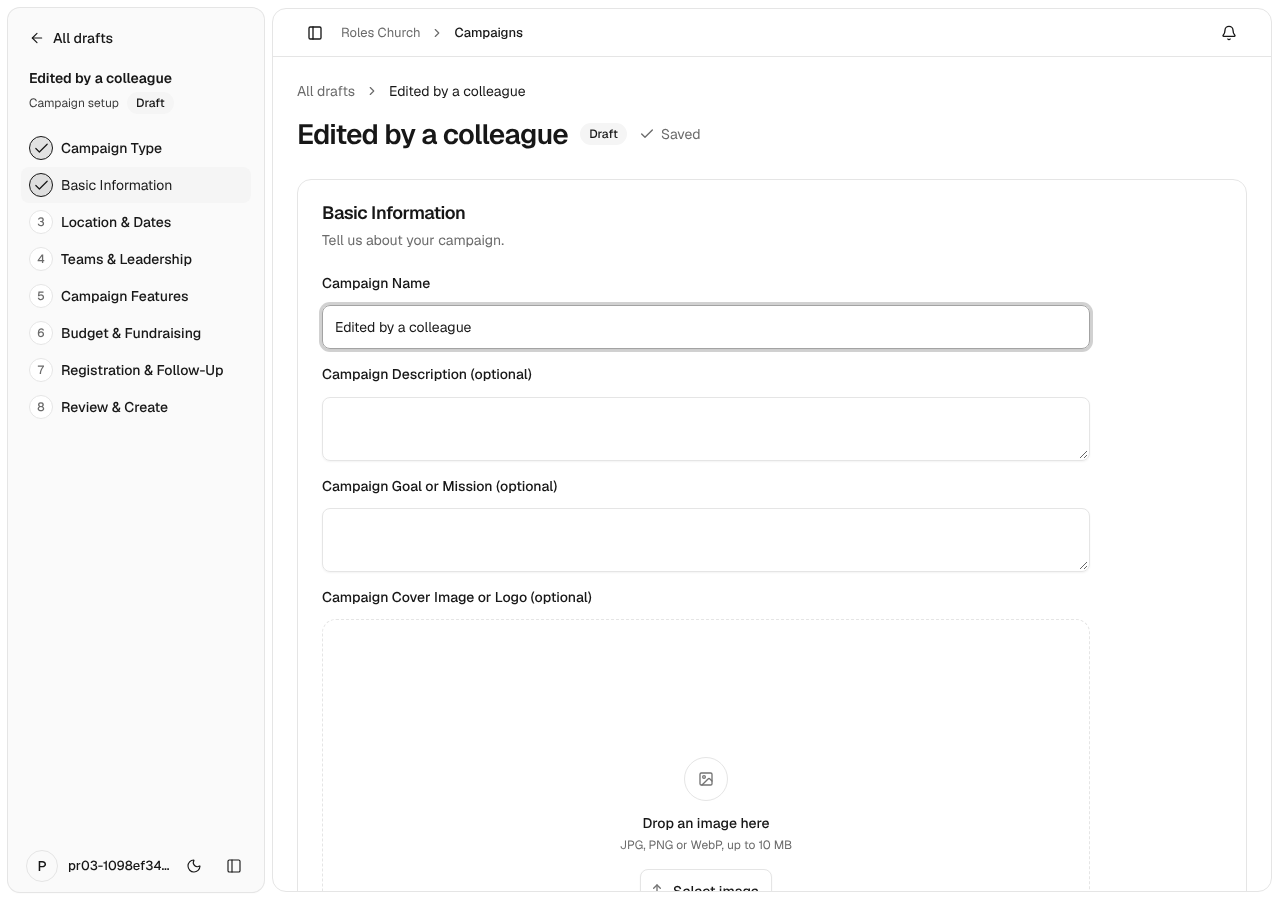 All drafts
Edited by a colleague
Campaign setup Draft
Campaign Type
Basic Information
3 Location & Dates
4 Teams & Leadership
5 Campaign Features
6 Budget & Fundraising
7 Registration & Follow-Up
8 Review & Create
P pr03-1098ef34...
Roles Church > Campaigns
All drafts > Edited by a colleague
Edited by a colleague Draft Saved
Basic Information
Tell us about your campaign.
Campaign Name
Edited by a colleague
Campaign Description (optional)
Campaign Goal or Mission (optional)
Campaign Cover Image or Logo (optional)
Drop an image here
JPG, PNG or WebP, up to 10 MB
Select image